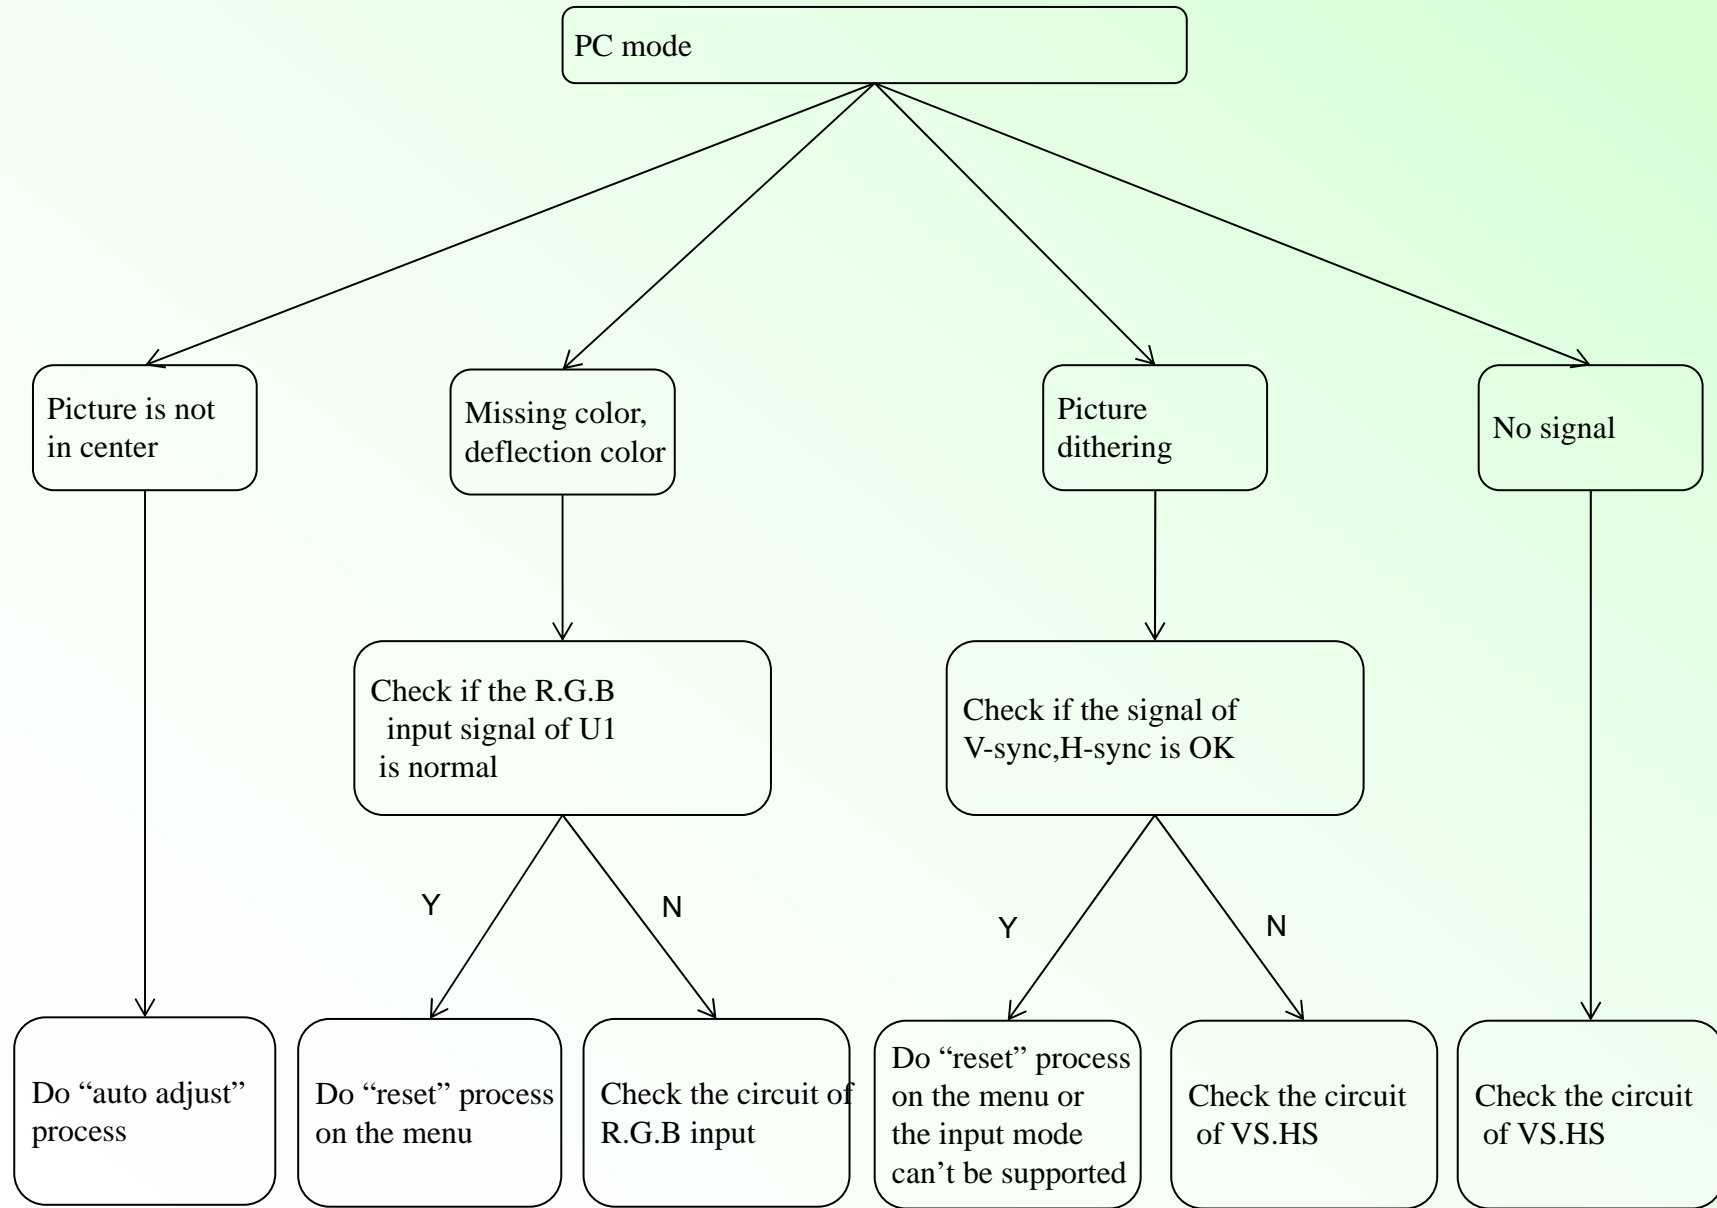 PC mode
Picture is not
in center
Missing color,
deflection color
Picture
dithering
No signal
Check if the R.G.B
input signal of U1
is normal
Check if the signal of
V-sync,H-sync is OK
Y
N
Y
N
Do “auto adjust”
process
Do “reset” process
on the menu
Check the circuit of
R.G.B input
Do “reset” process
on the menu or
the input mode
can’t be supported
Check the circuit
of VS.HS
Check the circuit
of VS.HS